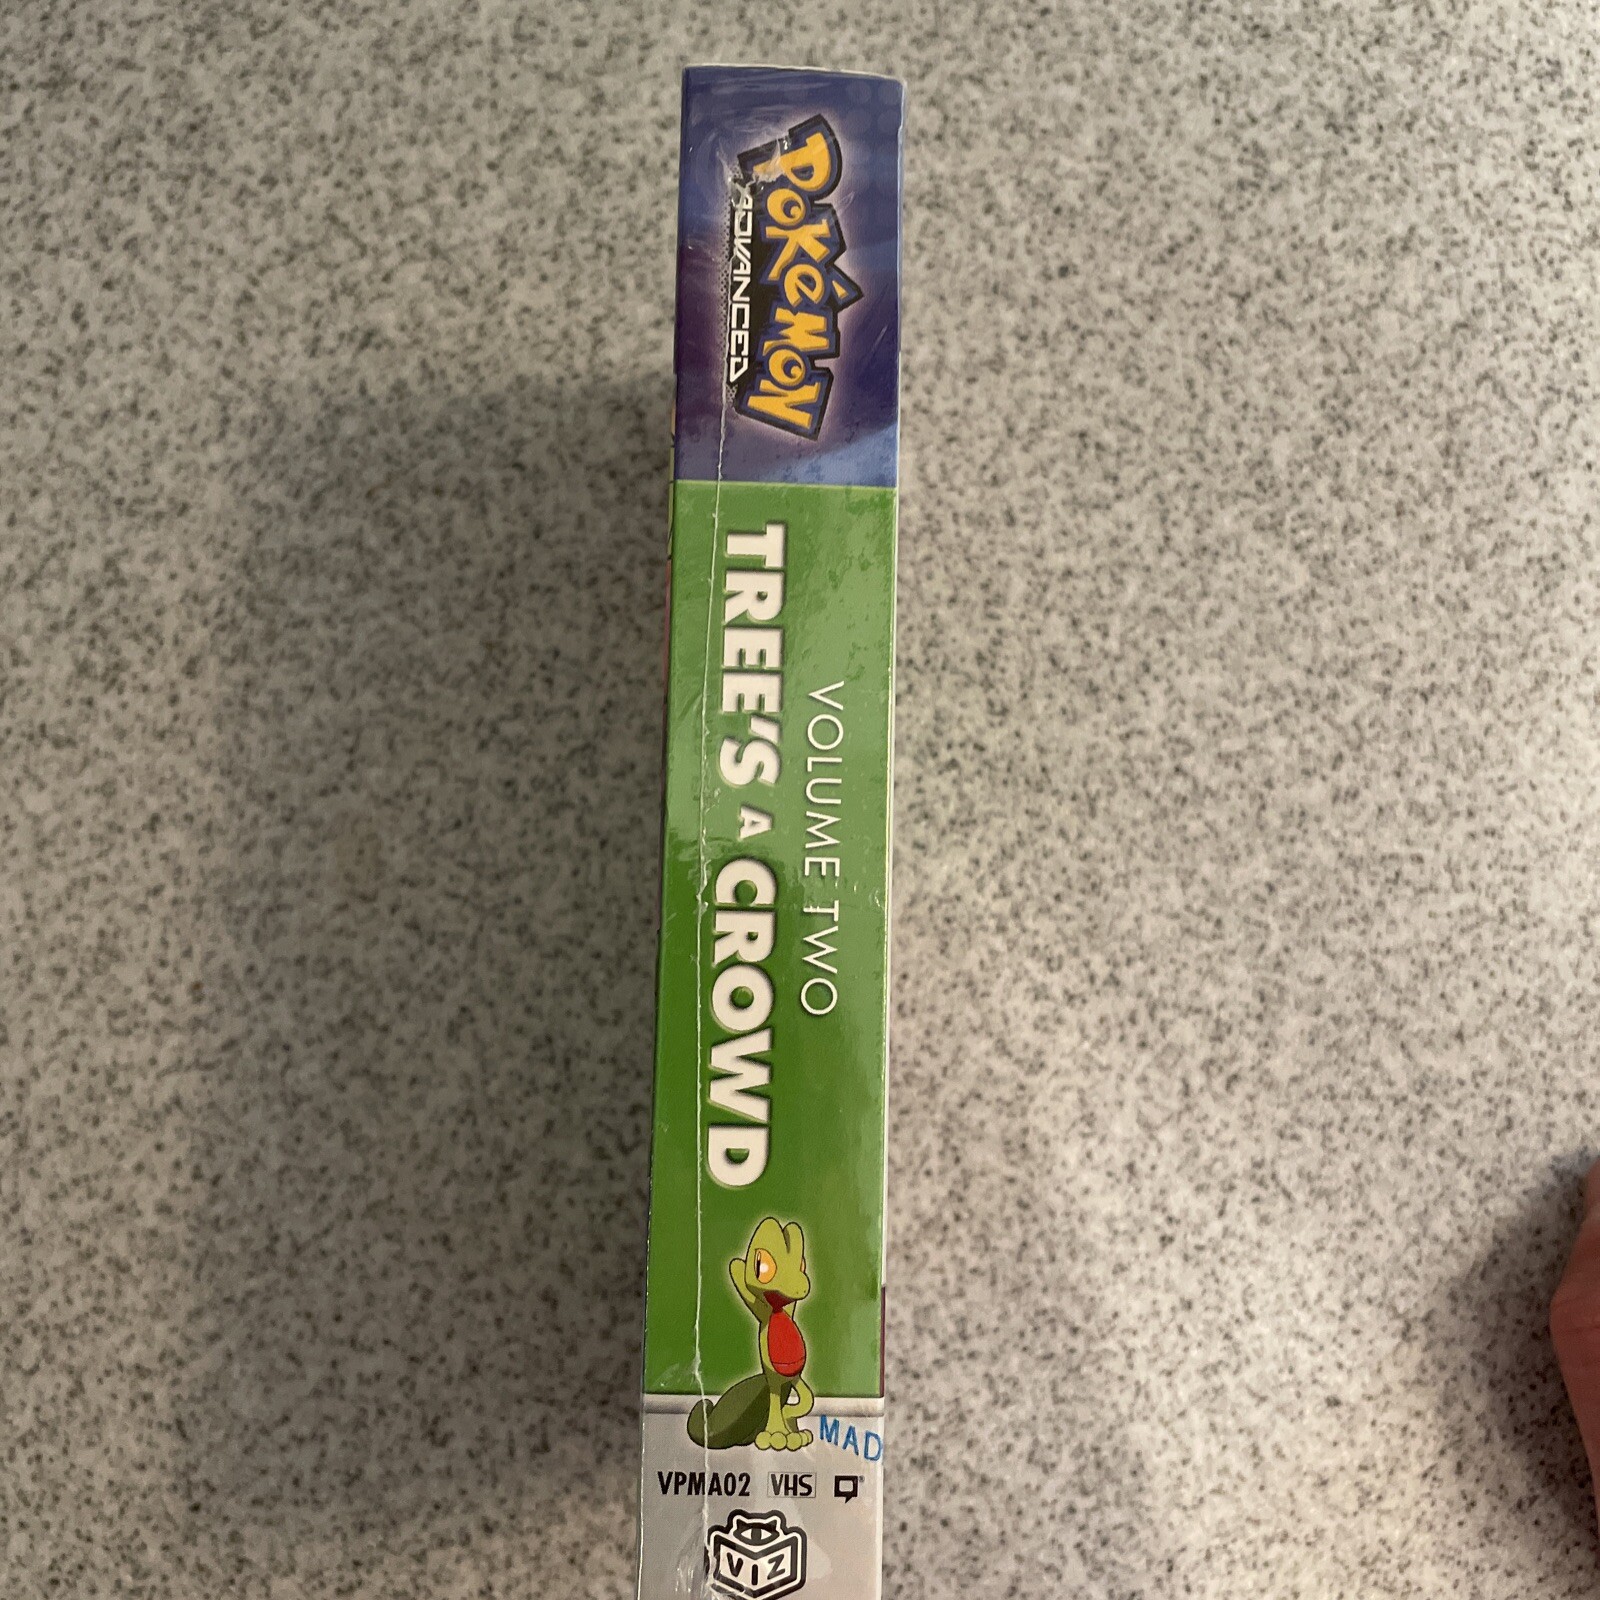 POKéMON
ADVANCED
VOLUME TWO
TREE'S A CROWD
MAD
VPMA02 VHS
VIZ